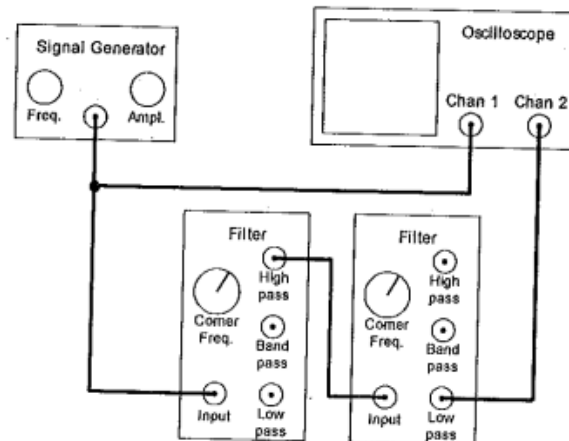 Signal Generator
Freq.
Ampl.
Oscilloscope
Chan 1
Chan 2
Filter
High
pass
Corner
Freq.
Band
pass
Input
Low
pass
Filter
High
pass
Corner
Freq.
Band
pass
Input
Low
pass